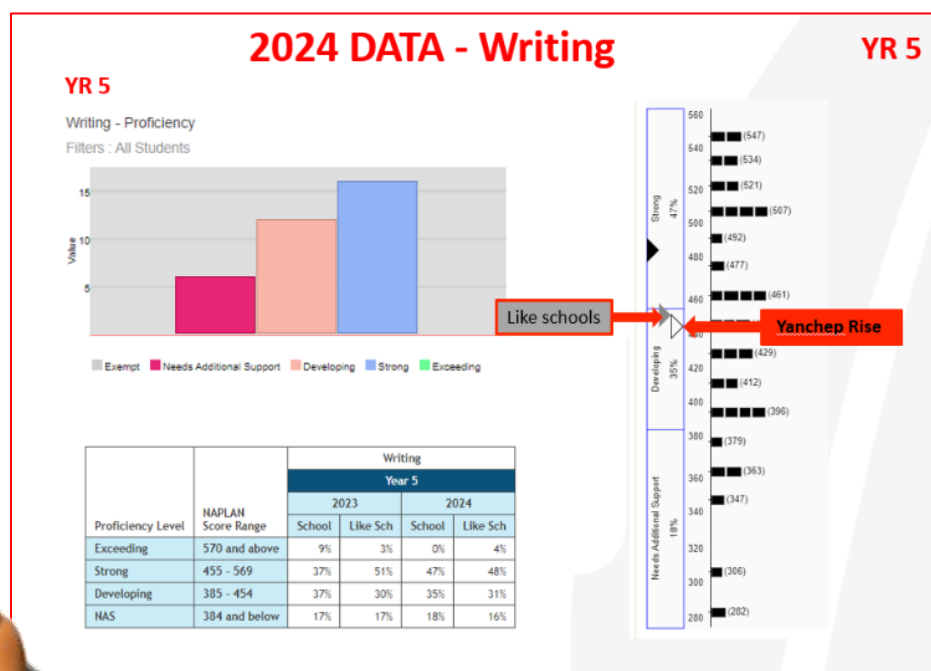 2024 DATA - Writing
YR 5
YR 5
Writing - Proficiency
Filters : All Students
Value
15
10
5
Exempt Needs Additional Support Developing Strong Exceeding
Proficiency Level NAPLAN Score Range Writing
Year 5
2023 2024
School Like Sch School Like Sch
Exceeding 570 and above 9% 3% 0% 4%
Strong 455 - 569 37% 51% 47% 48%
Developing 385 - 454 37% 30% 35% 31%
NAS 384 and below 17% 17% 18% 16%
Strong 47%
Developing 35%
Needs Additional Support 18%
560
(547)
540
(534)
520
(521)
(507)
500
(492)
480
(477)
460
(461)
Like schools
Yanchep Rise
(429)
420
(412)
400
(396)
380
(379)
360
(363)
340
(347)
320
300
(306)
280
(282)